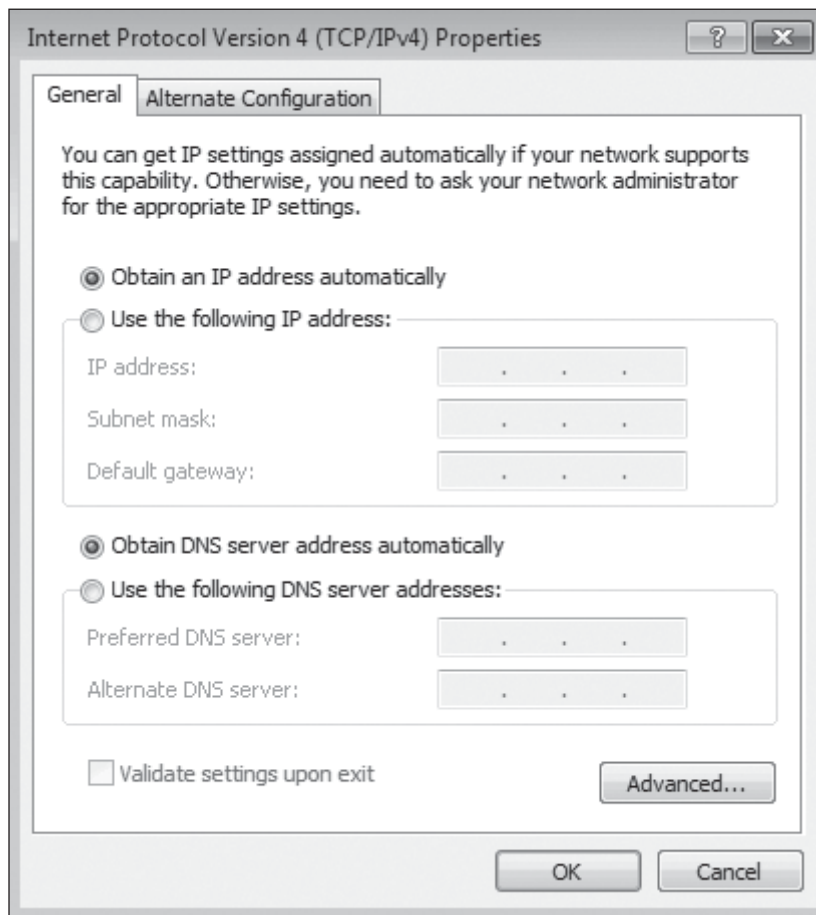 Internet Protocol Version 4 (TCP/IPv4) Properties
?
General
Alternate Configuration
You can get IP settings assigned automatically if your network supports
this capability. Otherwise, you need to ask your network administrator
for the appropriate IP settings.
Obtain an IP address automatically
Use the following IP address:
IP address:
. . .
Subnet mask:
. . .
Default gateway:
. . .
Obtain DNS server address automatically
Use the following DNS server addresses:
Preferred DNS server:
. . .
Alternate DNS server:
. . .
Validate settings upon exit
Advanced...
OK
Cancel